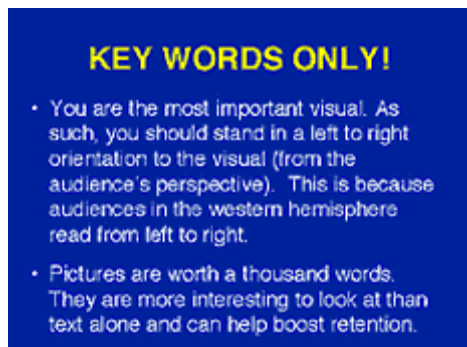 KEY WORDS ONLY!
• You are the most important visual. As
such, you should stand in a left to right
orientation to the visual (from the
audience's perspective). This is because
audiences in the western hemisphere
read from left to right.
• Pictures are worth a thousand words.
They are more interesting to look at than
text alone and can help boost retention.